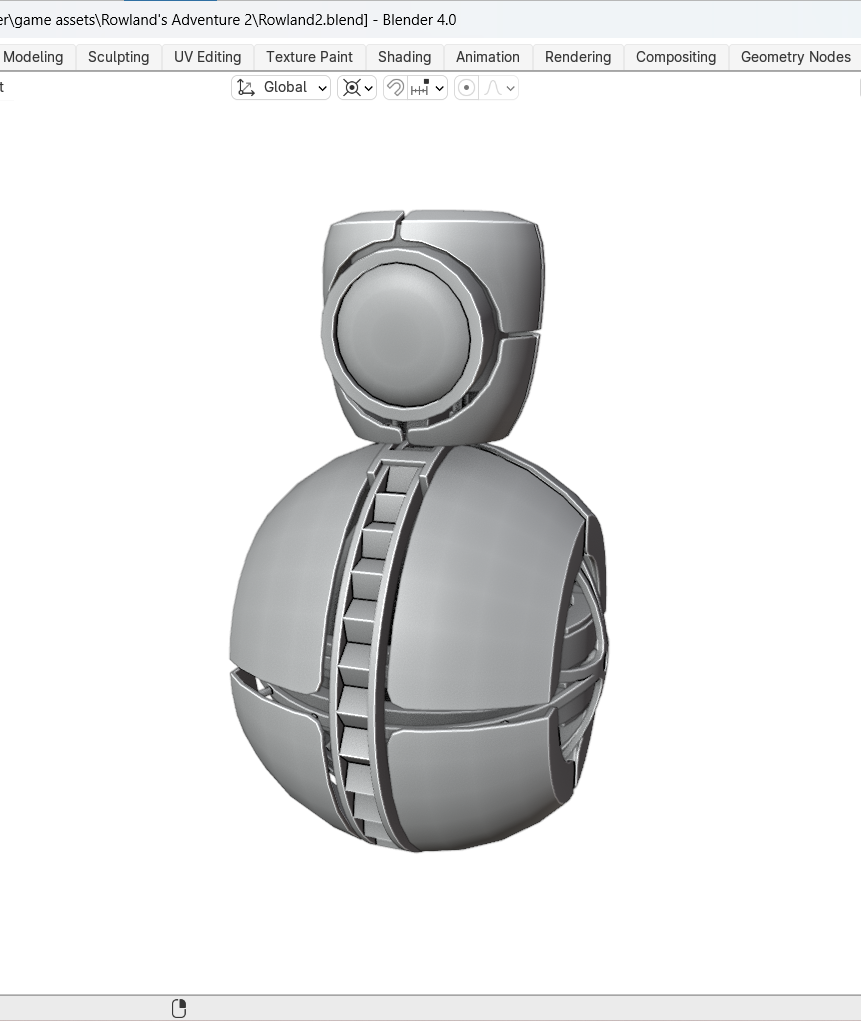 er\game assets\Rowland's Adventure 2\Rowland2.blend] - Blender 4.0
Modeling Sculpting UV Editing Texture Paint Shading Animation Rendering Compositing Geometry Nodes
t Global